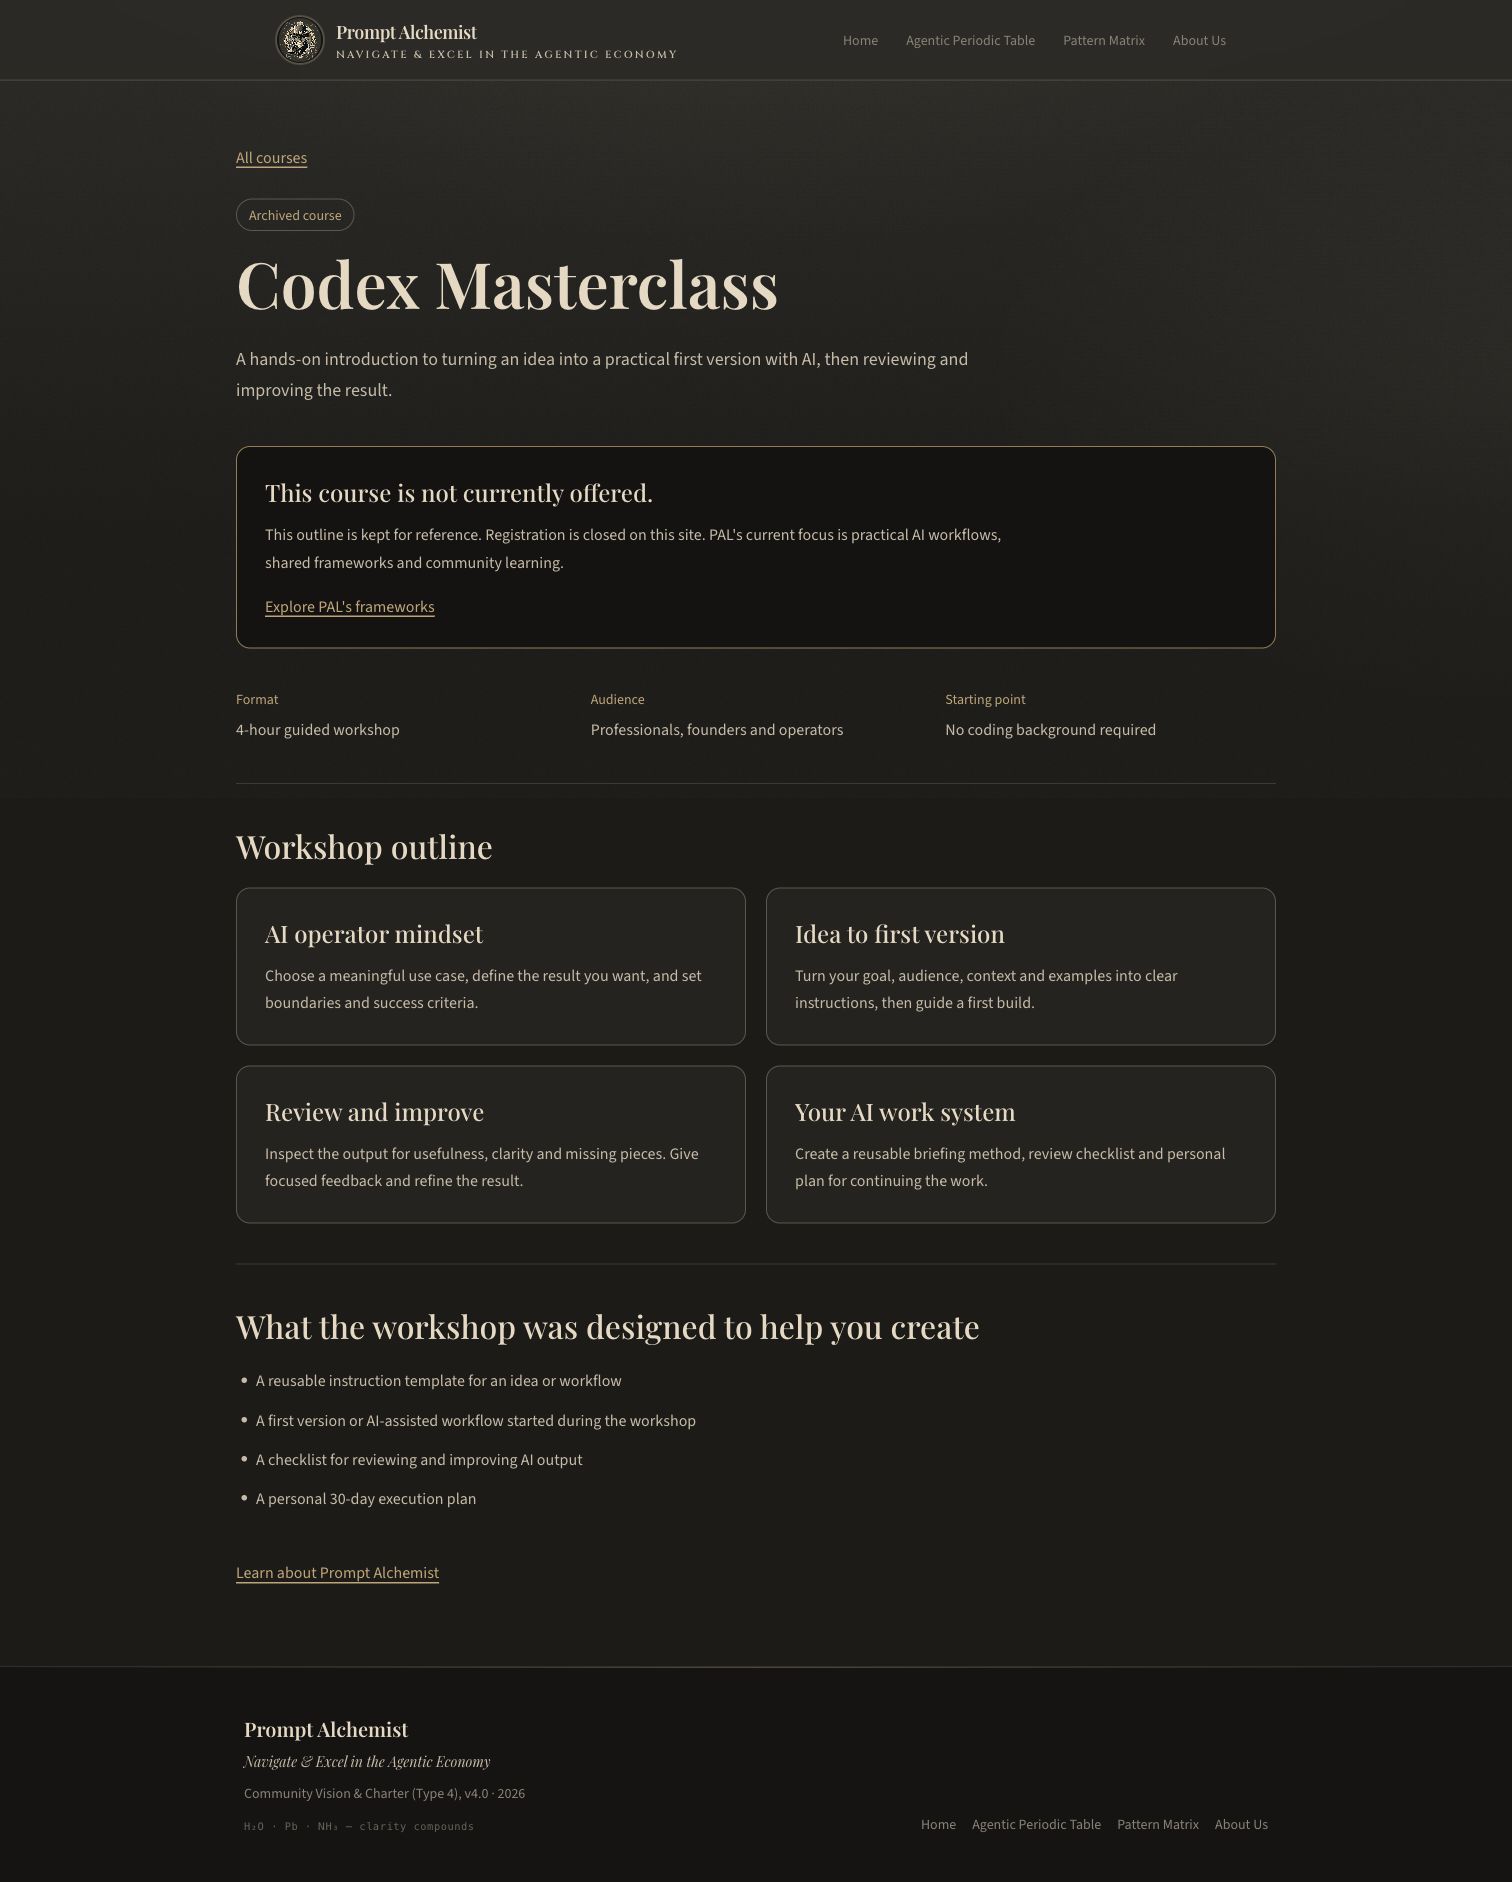 Prompt Alchemist
NAVIGATE & EXCEL IN THE AGENTIC ECONOMY
Home Agentic Periodic Table Pattern Matrix About Us
All courses
Archived course
Codex Masterclass
A hands-on introduction to turning an idea into a practical first version with AI, then reviewing and
improving the result.
This course is not currently offered.
This outline is kept for reference. Registration is closed on this site. PAL's current focus is practical AI workflows,
shared frameworks and community learning.
Explore PAL's frameworks
Format
4-hour guided workshop
Audience
Professionals, founders and operators
Starting point
No coding background required
Workshop outline
AI operator mindset
Choose a meaningful use case, define the result you want, and set
boundaries and success criteria.
Idea to first version
Turn your goal, audience, context and examples into clear
instructions, then guide a first build.
Review and improve
Inspect the output for usefulness, clarity and missing pieces. Give
focused feedback and refine the result.
Your AI work system
Create a reusable briefing method, review checklist and personal
plan for continuing the work.
What the workshop was designed to help you create
• A reusable instruction template for an idea or workflow
• A first version or AI-assisted workflow started during the workshop
• A checklist for reviewing and improving AI output
• A personal 30-day execution plan
Learn about Prompt Alchemist
Prompt Alchemist
Navigate & Excel in the Agentic Economy
Community Vision & Charter (Type 4), v4.0 · 2026
H₂O · Pb · NH₃ — clarity compounds
Home Agentic Periodic Table Pattern Matrix About Us